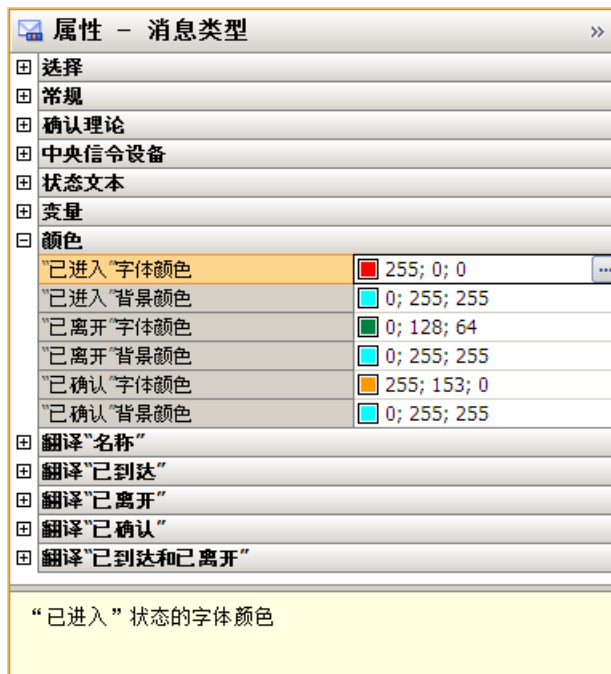 属性 - 消息类型 »
选择
常规
确认理论
中央信令设备
状态文本
变量
颜色
"已进入"字体颜色 255; 0; 0 ...
"已进入"背景颜色 0; 255; 255
"已离开"字体颜色 0; 128; 64
"已离开"背景颜色 0; 255; 255
"已确认"字体颜色 255; 153; 0
"已确认"背景颜色 0; 255; 255
翻译"名称"
翻译"已到达"
翻译"已离开"
翻译"已确认"
翻译"已到达和已离开"
“已进入”状态的字体颜色